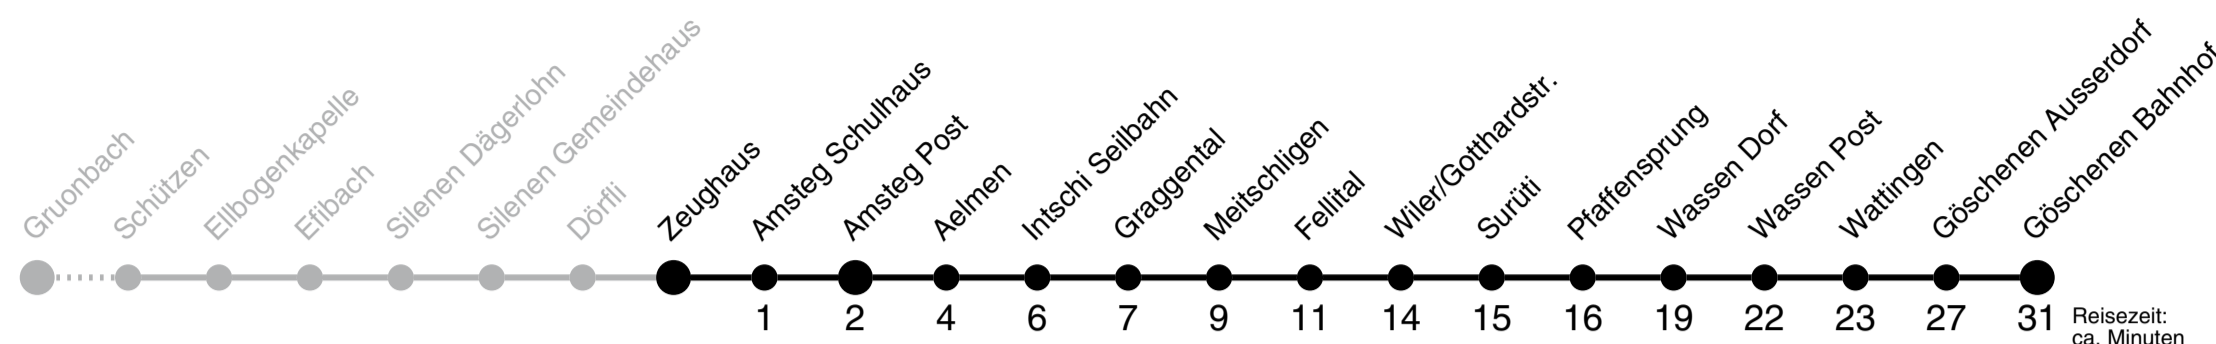 Gruonbach
Schützen
Ellbogenkapelle
Efibach
Silenen Dägerlohn
Silenen Gemeindehaus
Dörfli
Zeughaus
Amsteg Schulhaus
Amsteg Post
Aelmen
Intschi Seilbahn
Graggental
Meitschligen
Fellital
Wiler/Gotthardstr.
Surüti
Pfaffensprung
Wassen Dorf
Wassen Post
Wattingen
Göschenen Ausserdorf
Göschenen Bahnhof
1 2 4 6 7 9 11 14 15 16 19 22 23 27 31
Reisezeit:
ca. Minuten